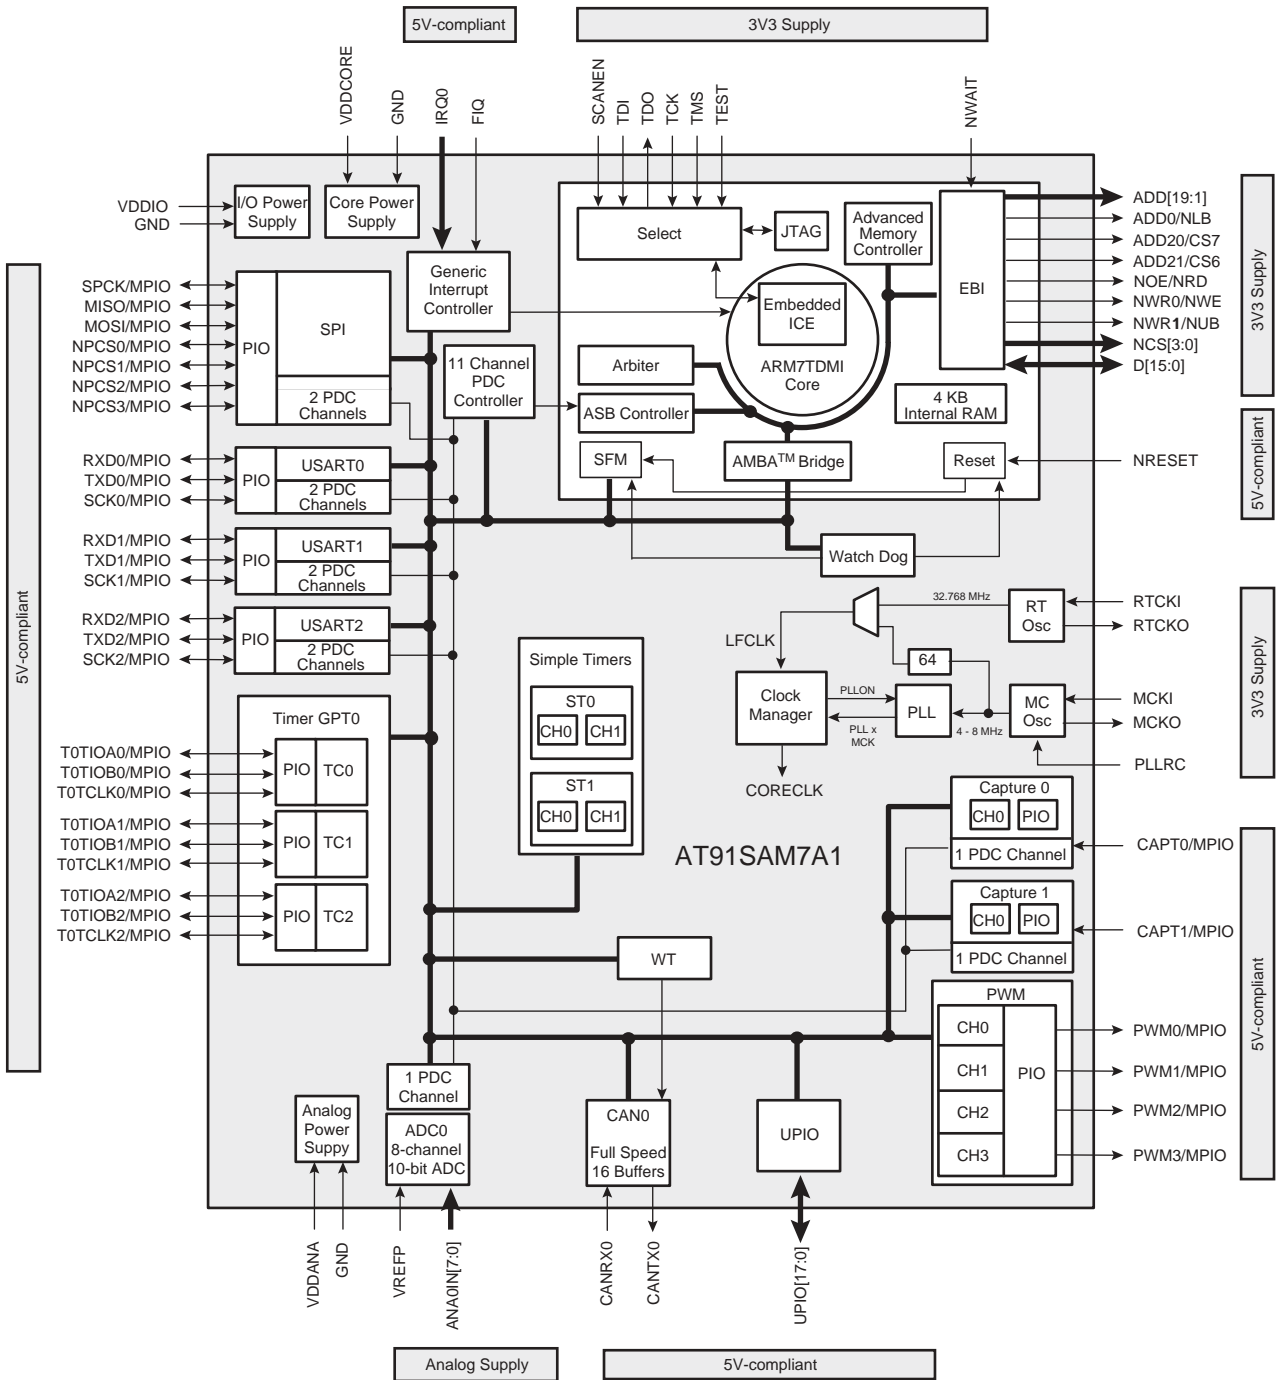 5V-compliant
3V3 Supply
VDDCORE
GND
IRQ0
FIQ
SCANEN
TDI
TDO
TCK
TMS
TEST
NWAIT
VDDIO
GND
I/O Power
Supply
Core Power
Supply
Generic
Interrupt
Controller
Select
JTAG
Advanced
Memory
Controller
EBI
Embedded
ICE
ARM7TDMI
Core
Arbiter
ASB Controller
11 Channel
PDC
Controller
4 KB
Internal RAM
SFM
AMBA™ Bridge
Reset
Watch Dog
ADD[19:1]
ADD0/NLB
ADD20/CS7
ADD21/CS6
NOE/NRD
NWR0/NWE
NWR1/NUB
NCS[3:0]
D[15:0]
NRESET
3V3 Supply
5V-compliant
5V-compliant
SPCK/MPIO
MISO/MPIO
MOSI/MPIO
NPCS0/MPIO
NPCS1/MPIO
NPCS2/MPIO
NPCS3/MPIO
PIO
SPI
2 PDC
Channels
RXD0/MPIO
TXD0/MPIO
SCK0/MPIO
PIO
USART0
2 PDC
Channels
RXD1/MPIO
TXD1/MPIO
SCK1/MPIO
PIO
USART1
2 PDC
Channels
RXD2/MPIO
TXD2/MPIO
SCK2/MPIO
PIO
USART2
2 PDC
Channels
Timer GPT0
T0TIOA0/MPIO
T0TIOB0/MPIO
T0TCLK0/MPIO
PIO
TC0
T0TIOA1/MPIO
T0TIOB1/MPIO
T0TCLK1/MPIO
PIO
TC1
T0TIOA2/MPIO
T0TIOB2/MPIO
T0TCLK2/MPIO
PIO
TC2
Simple Timers
ST0
CH0
CH1
ST1
CH0
CH1
32.768 MHz
RT
Osc
RTCKI
RTCKO
LFCLK
64
Clock
Manager
PLLON
PLL x
MCK
PLL
4 - 8 MHz
MC
Osc
MCKI
MCKO
PLLRC
CORECLK
3V3 Supply
AT91SAM7A1
Capture 0
CH0
PIO
1 PDC Channel
CAPT0/MPIO
Capture 1
CH0
PIO
1 PDC Channel
CAPT1/MPIO
WT
PWM
CH0
CH1
CH2
CH3
PIO
PWM0/MPIO
PWM1/MPIO
PWM2/MPIO
PWM3/MPIO
5V-compliant
1 PDC
Channel
Analog
Power
Suppy
ADC0
8-channel
10-bit ADC
CAN0
Full Speed
16 Buffers
UPIO
VDDANA
GND
VREFP
ANA0IN[7:0]
CANRX0
CANTX0
UPIO[17:0]
Analog Supply
5V-compliant